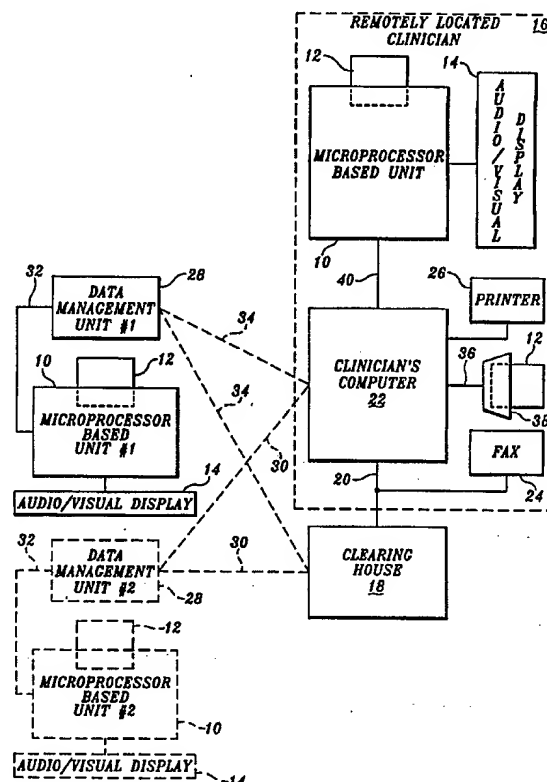 REMOTELY LOCATED
CLINICIAN
16
12
14
AUDIO/VISUAL
DISPLAY
MICROPROCESSOR
BASED UNIT
10
40
26
PRINTER
12
36
CLINICIAN'S
COMPUTER
22
38
FAX
24
20
CLEARING
HOUSE
18
28
32
DATA
MANAGEMENT
UNIT #1
34
34
10
12
MICROPROCESSOR
BASED
UNIT #1
30
14
AUDIO/VISUAL DISPLAY
32
DATA
MANAGEMENT
UNIT #2
30
28
12
MICROPROCESSOR
BASED
UNIT #2
10
AUDIO/VISUAL DISPLAY
14